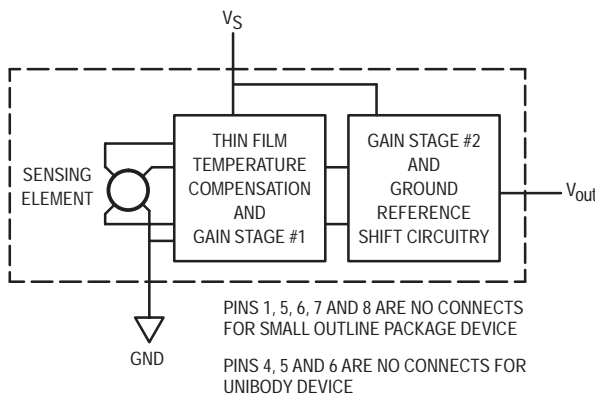 VS
THIN FILM
TEMPERATURE
COMPENSATION
AND
GAIN STAGE #1
GAIN STAGE #2
AND
GROUND
REFERENCE
SHIFT CIRCUITRY
SENSING
ELEMENT
Vout
GND
PINS 1, 5, 6, 7 AND 8 ARE NO CONNECTS
FOR SMALL OUTLINE PACKAGE DEVICE
PINS 4, 5 AND 6 ARE NO CONNECTS FOR
UNIBODY DEVICE